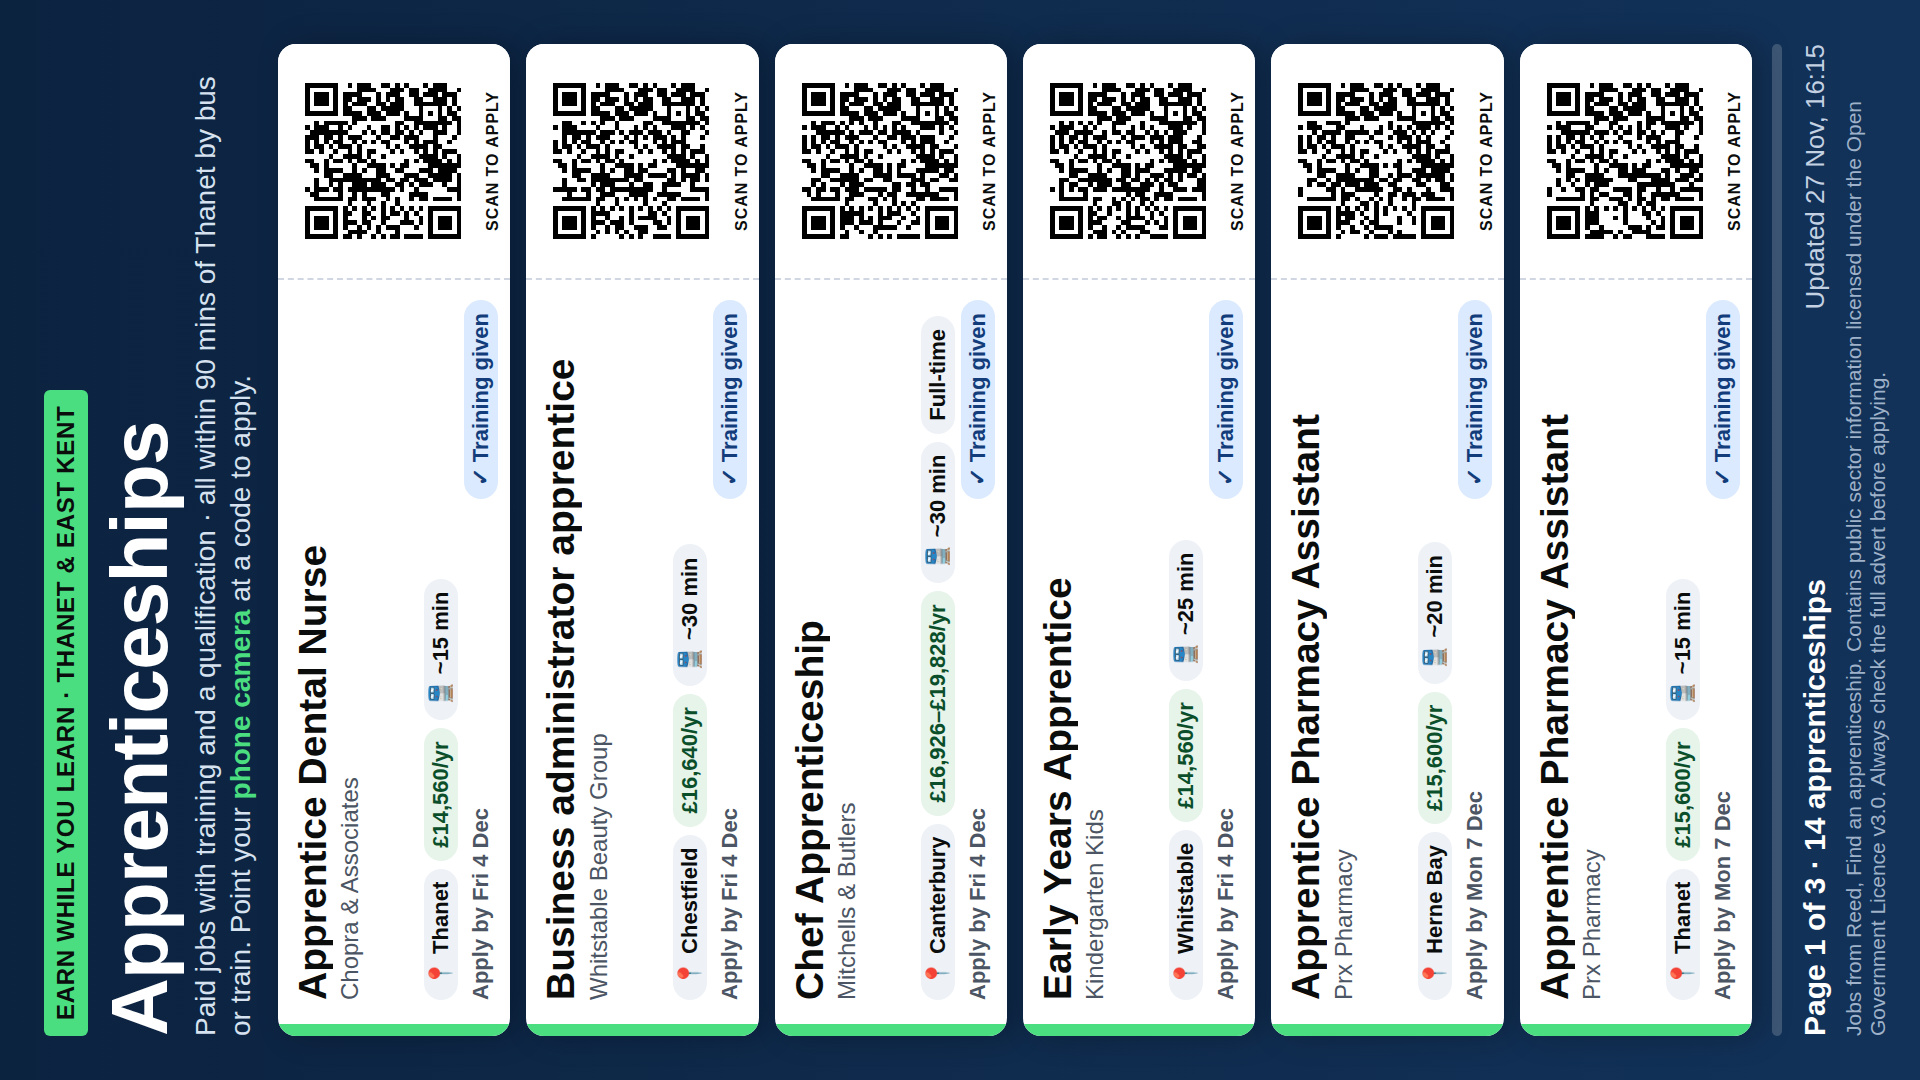 EARN WHILE YOU LEARN · THANET & EAST KENT
Apprenticeships
Paid jobs with training and a qualification · all within 90 mins of Thanet by bus
or train. Point your phone camera at a code to apply.
Apprentice Dental Nurse
Chopra & Associates
📍 Thanet £14,560/yr 🚆 ~15 min
Apply by Fri 4 Dec ✓ Training given
SCAN TO APPLY
Business administrator apprentice
Whitstable Beauty Group
📍 Chestfield £16,640/yr 🚆 ~30 min
Apply by Fri 4 Dec ✓ Training given
SCAN TO APPLY
Chef Apprenticeship
Mitchells & Butlers
📍 Canterbury £16,926–£19,828/yr 🚆 ~30 min Full-time
Apply by Fri 4 Dec ✓ Training given
SCAN TO APPLY
Early Years Apprentice
Kindergarten Kids
📍 Whitstable £14,560/yr 🚆 ~25 min
Apply by Fri 4 Dec ✓ Training given
SCAN TO APPLY
Apprentice Pharmacy Assistant
Prx Pharmacy
📍 Herne Bay £15,600/yr 🚆 ~20 min
Apply by Mon 7 Dec ✓ Training given
SCAN TO APPLY
Apprentice Pharmacy Assistant
Prx Pharmacy
📍 Thanet £15,600/yr 🚆 ~15 min
Apply by Mon 7 Dec ✓ Training given
SCAN TO APPLY
Page 1 of 3 · 14 apprenticeships Updated 27 Nov, 16:15
Jobs from Reed, Find an apprenticeship. Contains public sector information licensed under the Open
Government Licence v3.0. Always check the full advert before applying.